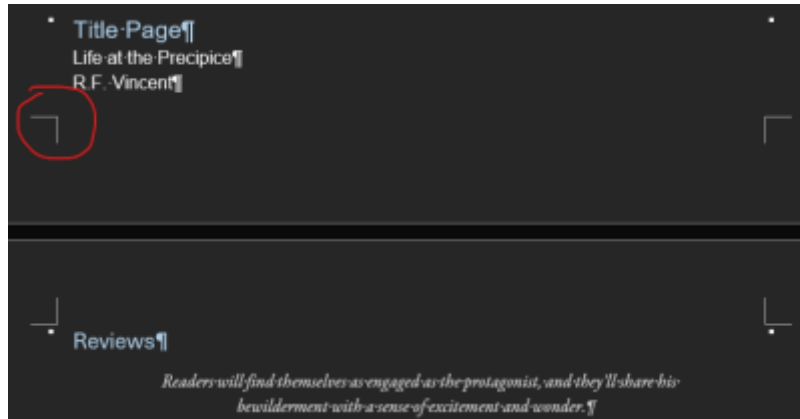 Title Page¶
Life at the Precipice¶
R.F. Vincent¶
Reviews¶
Readers will find themselves as engaged as the protagonist, and they'll share his
bewilderment with a sense of excitement and wonder.¶